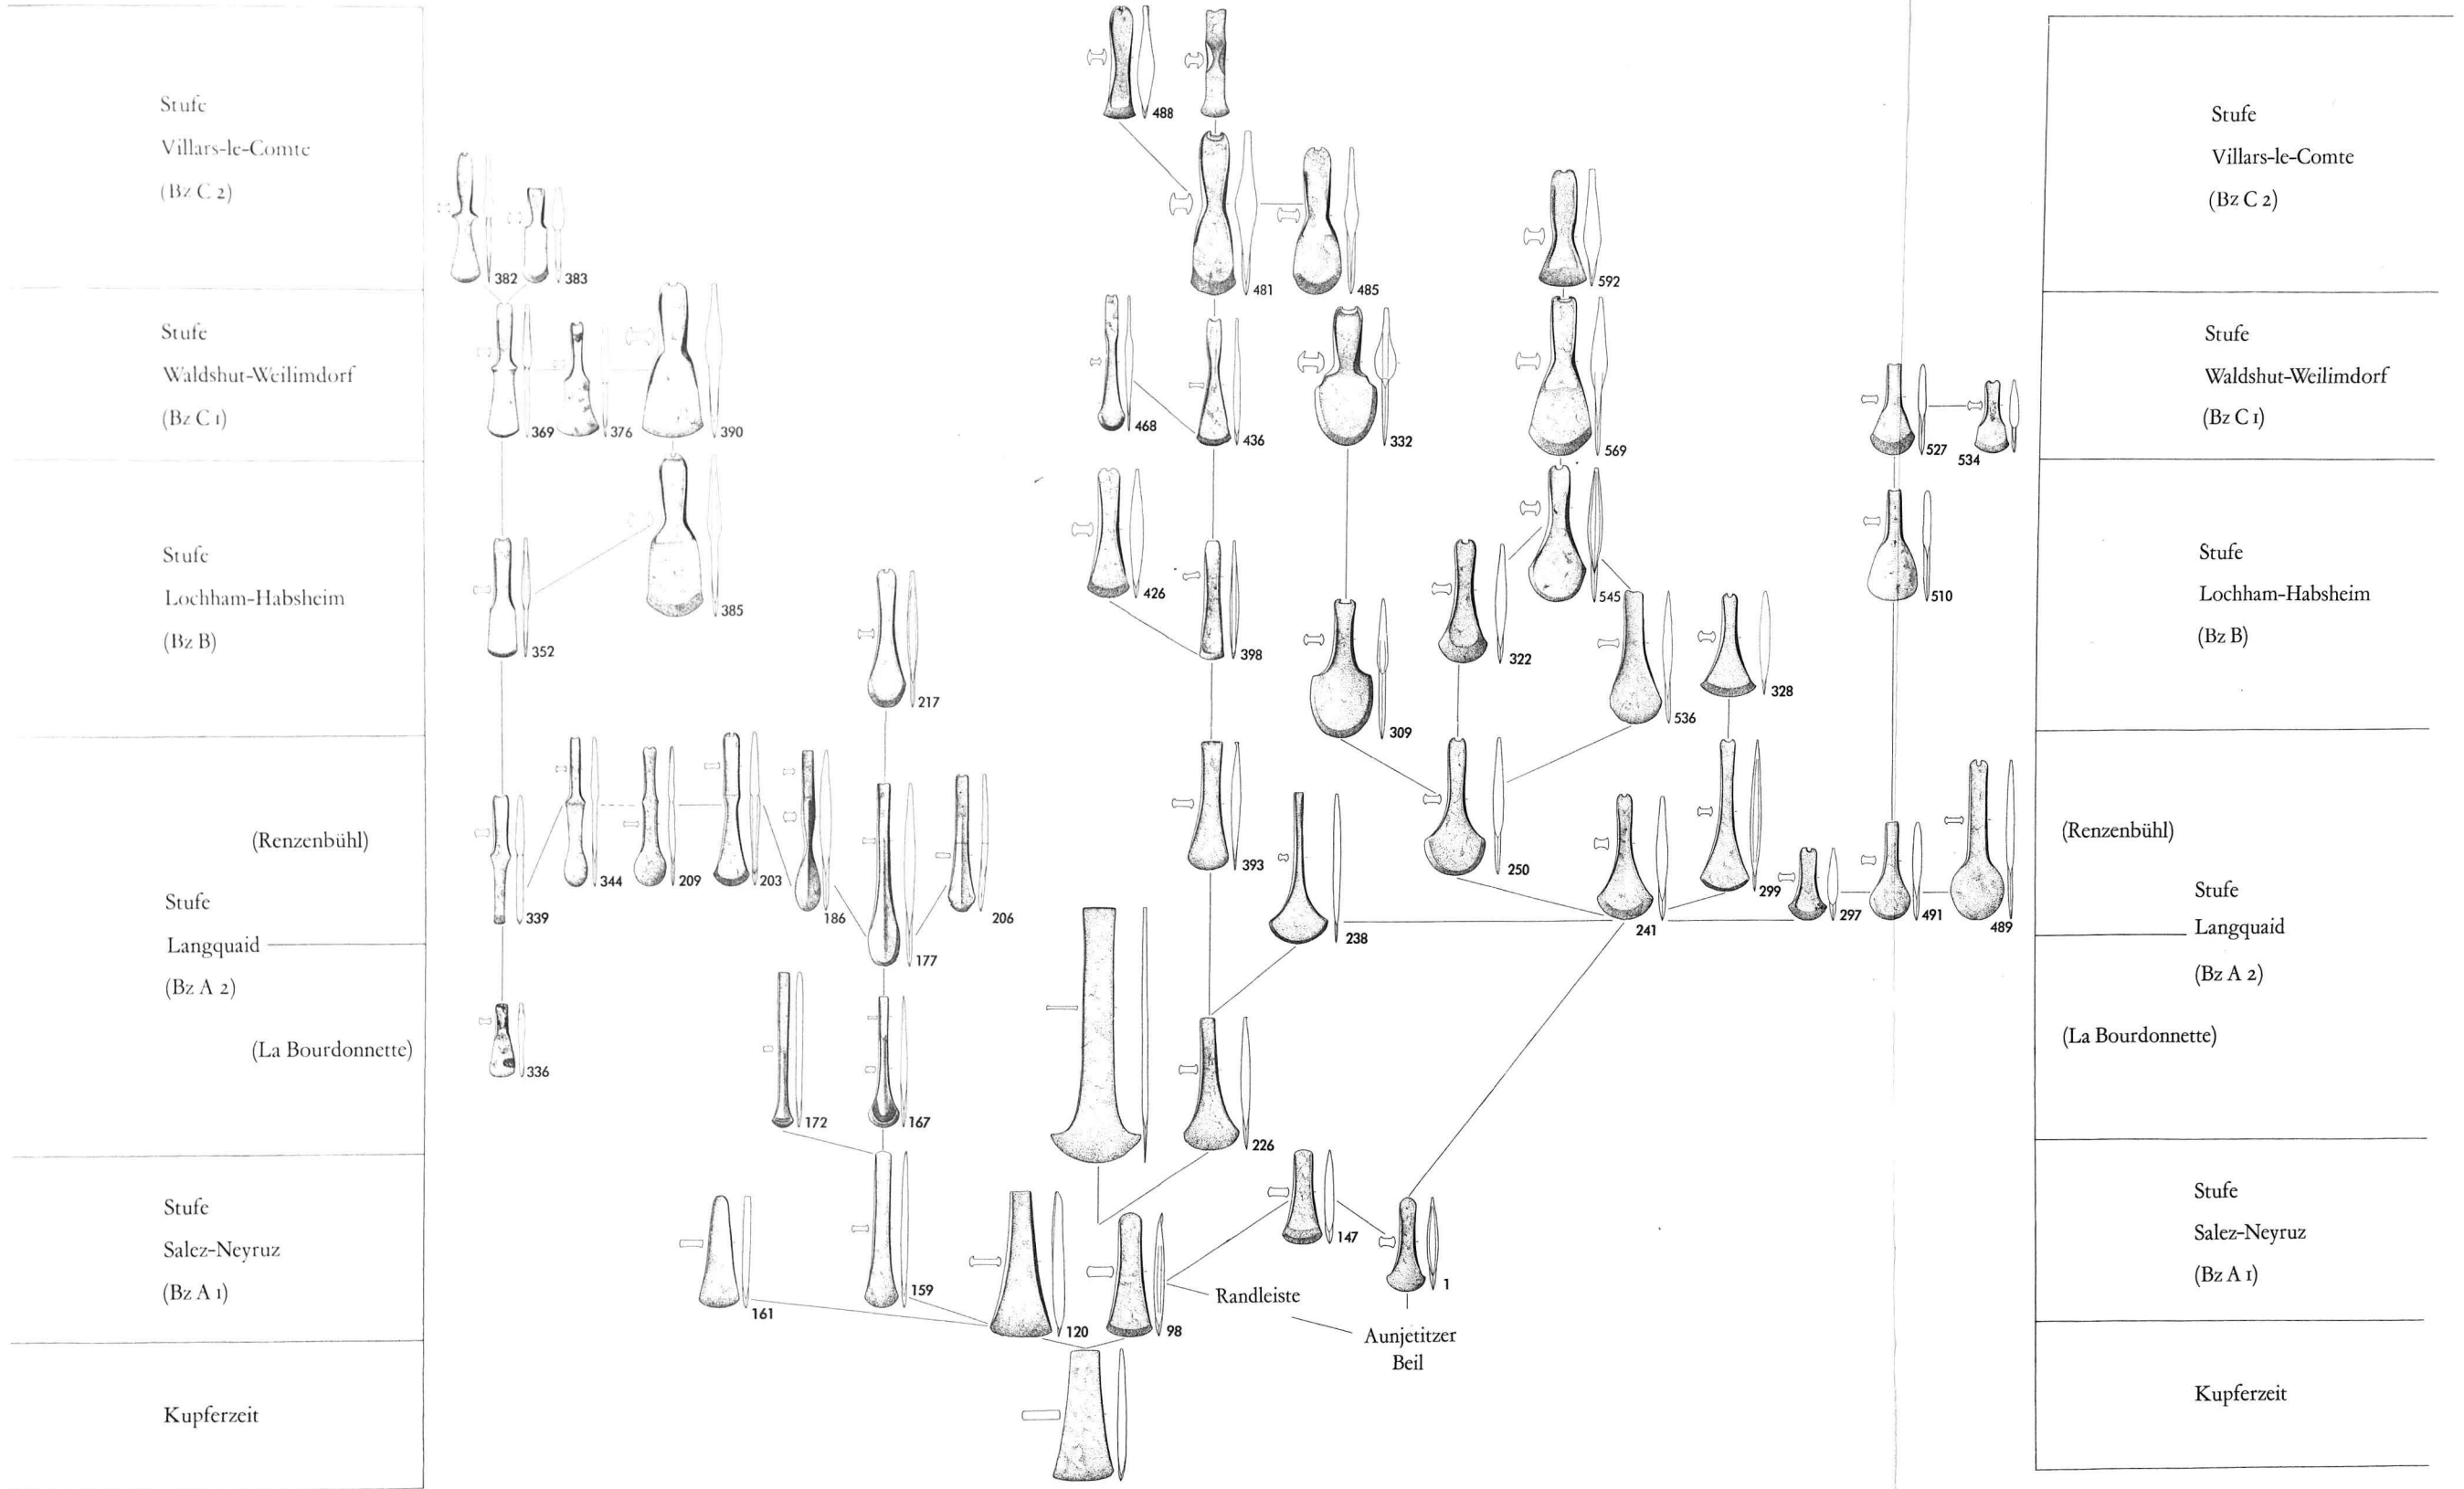 Stufe
Villars-le-Comte
(Bz C 2)
Stufe
Waldshut-Weilimdorf
(Bz C 1)
Stufe
Lochham-Habsheim
(Bz B)
(Renzenbühl)
Stufe
Langquaid
(Bz A 2)
(La Bourdonnette)
Stufe
Salez-Neyruz
(Bz A 1)
Kupferzeit
488
382
383
481
485
592
369
376
390
468
436
332
569
527
534
352
385
217
426
398
309
322
545
536
328
510
339
344
209
203
186
177
206
393
238
250
241
299
297
491
489
336
172
167
226
161
159
120
98
147
1
Randleiste
Aunjetitzer
Beil
Stufe
Villars-le-Comte
(Bz C 2)
Stufe
Waldshut-Weilimdorf
(Bz C 1)
Stufe
Lochham-Habsheim
(Bz B)
(Renzenbühl)
Stufe
Langquaid
(Bz A 2)
(La Bourdonnette)
Stufe
Salez-Neyruz
(Bz A 1)
Kupferzeit